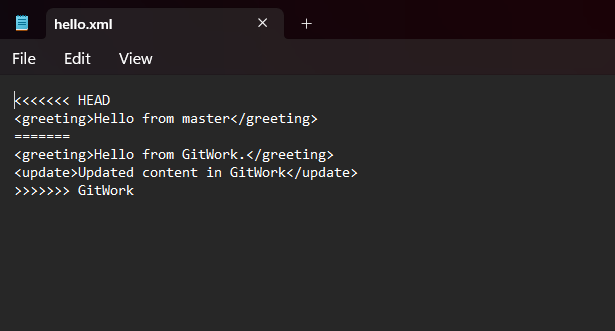 hello.xml
File Edit View
<<<<<<< HEAD
<greeting>Hello from master</greeting>
=======
<greeting>Hello from GitWork.</greeting>
<update>Updated content in GitWork</update>
>>>>>>> GitWork